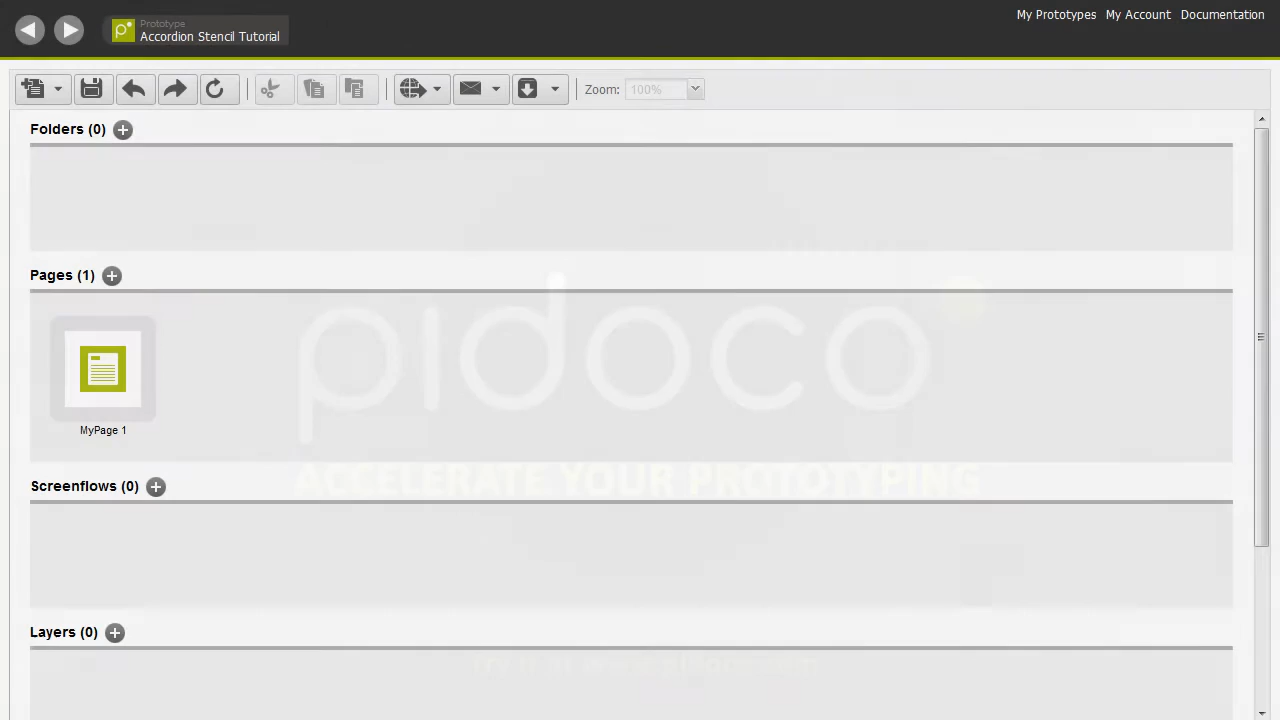 Prototype
Accordion Stencil Tutorial
My Prototypes My Account Documentation
Zoom: 100%
Folders (0)
Pages (1)
pidoco
MyPage 1
ACCELERATE YOUR PROTOTYPING
Screenflows (0)
Layers (0)